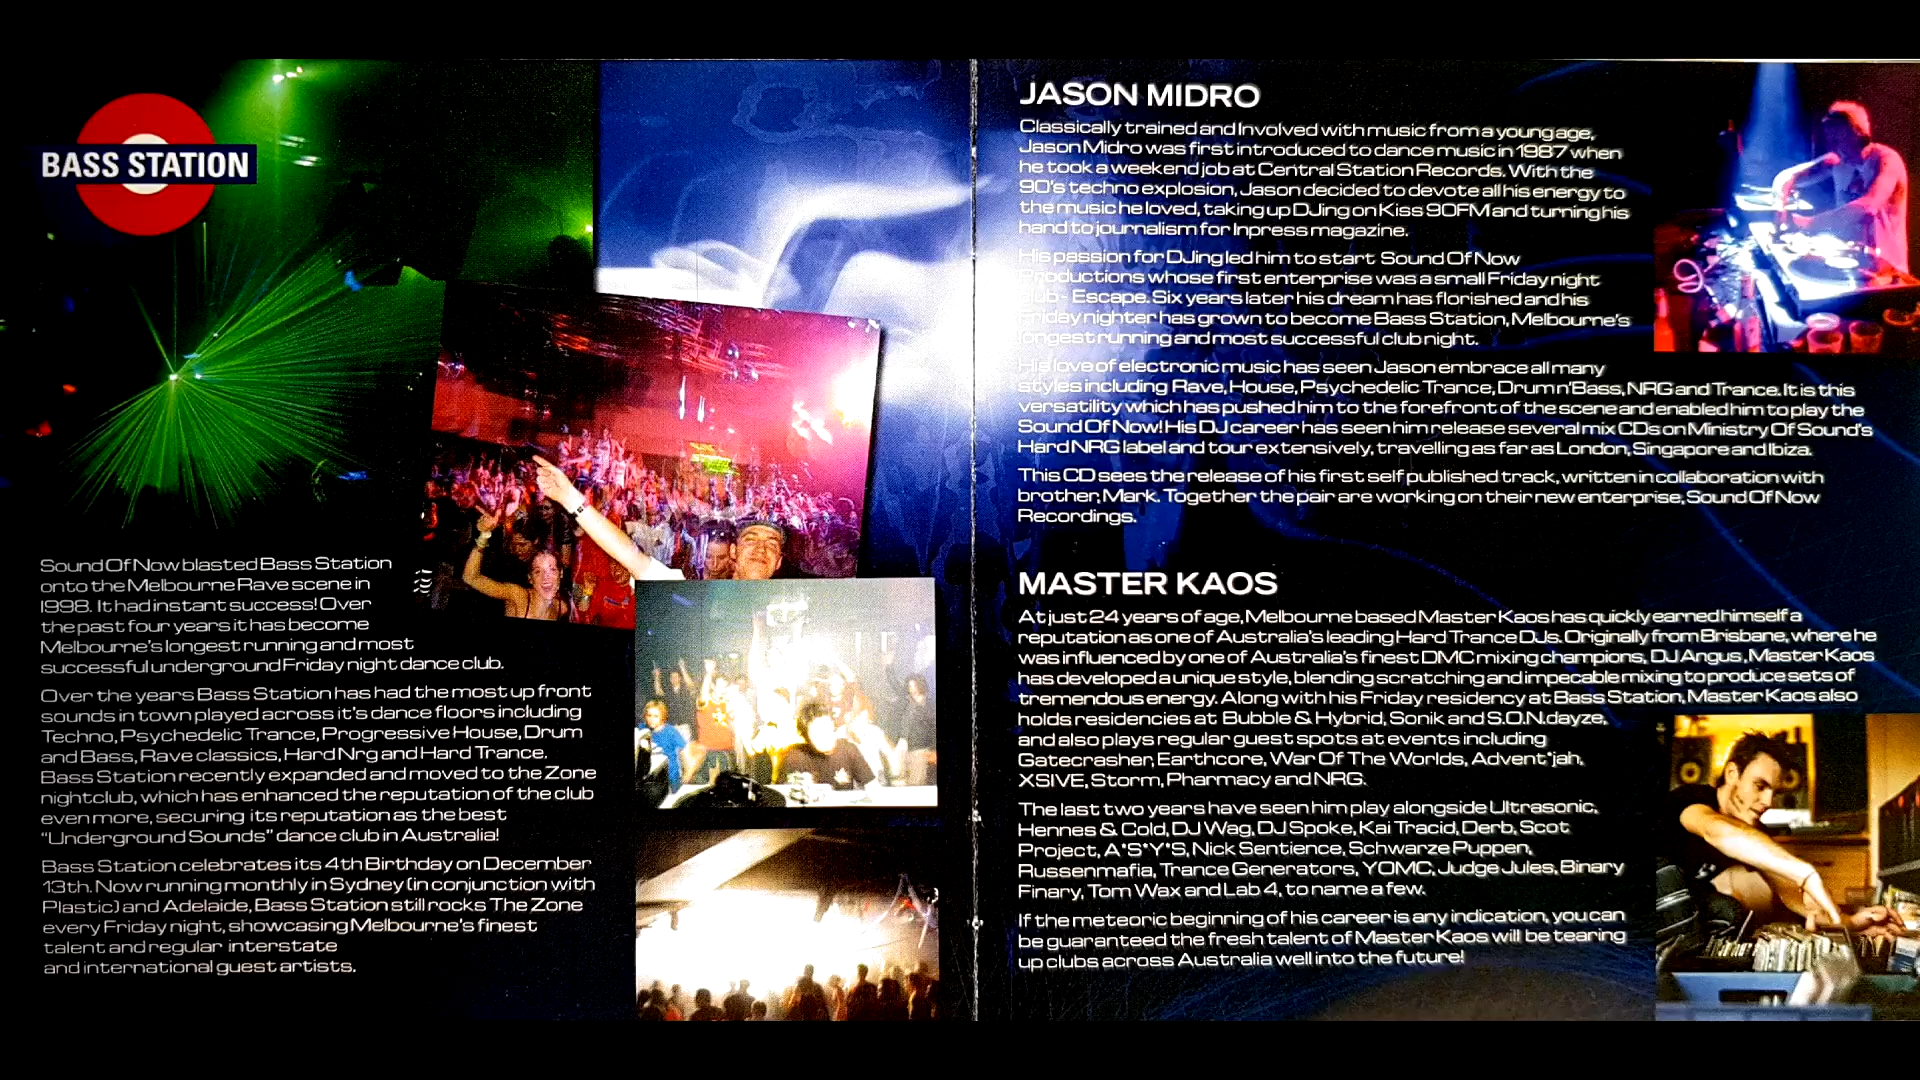 BASS STATION
Sound Of Now blasted Bass Station
onto the Melbourne Rave scene in
1998. It had instant success! Over
the past four years it has become
Melbourne's longest running and most
successful underground Friday night dance club.
Over the years Bass Station has had the most up front
sounds in town played across it's dance floors including
Techno, Psychedelic Trance, Progressive House, Drum
and Bass, Rave classics, Hard Nrg and Hard Trance.
Bass Station recently expanded and moved to the Zone
nightclub, which has enhanced the reputation of the club
even more, securing its reputation as the best
"Underground Sounds" dance club in Australia!
Bass Station celebrates its 4th Birthday on December
13th. Now running monthly in Sydney (in conjunction with
Plastic) and Adelaide, Bass Station still rocks The Zone
every Friday night, showcasing Melbourne's finest
talent and regular interstate
and international guest artists.
JASON MIDRO
Classically trained and Involved with music from a young age,
Jason Midro was first introduced to dance music in 1987 when
he took a weekend job at Central Station Records. With the
90's techno explosion, Jason decided to devote all his energy to
the music he loved, taking up DJing on Kiss 90FM and turning his
hand to journalism for Inpress magazine.
His passion for DJing led him to start Sound Of Now
Productions whose first enterprise was a small Friday night
club - Escape. Six years later his dream has florished and his
Friday nighter has grown to become Bass Station, Melbourne's
longest running and most successful club night.
His love of electronic music has seen Jason embrace all many
styles including Rave, House, Psychedelic Trance, Drum n'Bass, NRG and Trance. It is this
versatility which has pushed him to the forefront of the scene and enabled him to play the
Sound Of Now! His DJ career has seen him release several mix CDs on Ministry Of Sound's
Hard NRG label and tour extensively, travelling as far as London, Singapore and Ibiza.
This CD sees the release of his first self published track, written in collaboration with
brother, Mark. Together the pair are working on their new enterprise, Sound Of Now
Recordings.
MASTER KAOS
At just 24 years of age, Melbourne based Master Kaos has quickly earned himself a
reputation as one of Australia's leading Hard Trance DJs. Originally from Brisbane, where he
was influenced by one of Australia's finest DMC mixing champions, DJ Angus, Master Kaos
has developed a unique style, blending scratching and impecable mixing to produce sets of
tremendous energy. Along with his Friday residency at Bass Station, Master Kaos also
holds residencies at Bubble & Hybrid, Sonik and S.O.N.dayze,
and also plays regular guest spots at events including
Gatecrasher, Earthcore, War Of The Worlds, Advent*jah,
XSIVE, Storm, Pharmacy and NRG.
The last two years have seen him play alongside Ultrasonic,
Hennes & Cold, DJ Wag, DJ Spoke, Kai Tracid, Derb, Scot
Project, A*S*Y*S, Nick Sentience, Schwarze Puppen,
Russenmafia, Trance Generators, YOMC, Judge Jules, Binary
Finary, Tom Wax and Lab 4, to name a few.
If the meteoric beginning of his career is any indication, you can
be guaranteed the fresh talent of Master Kaos will be tearing
up clubs across Australia well into the future!